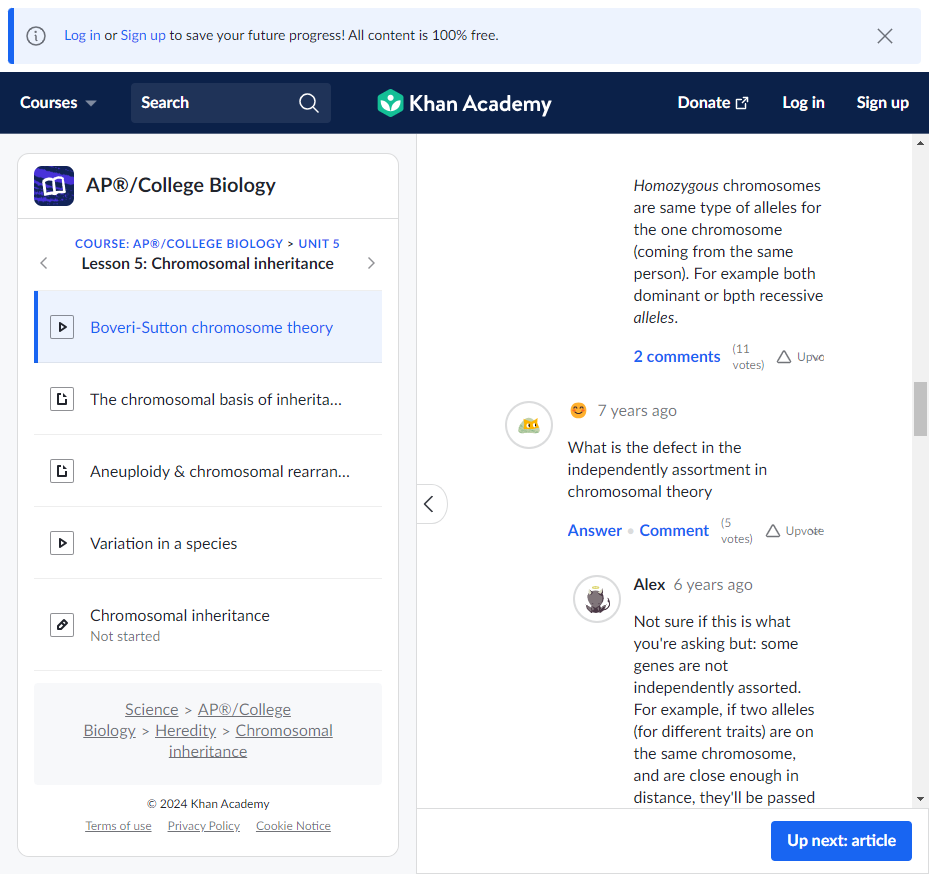 Log in or Sign up to save your future progress! All content is 100% free.
Courses
Search
Khan Academy
Donate
Log in
Sign up
AP®/College Biology
COURSE: AP®/COLLEGE BIOLOGY > UNIT 5
Lesson 5: Chromosomal inheritance
Boveri-Sutton chromosome theory
The chromosomal basis of inherita...
Aneuploidy & chromosomal rearran...
Variation in a species
Chromosomal inheritance
Not started
Science > AP®/College
Biology > Heredity > Chromosomal
inheritance
© 2024 Khan Academy
Terms of use Privacy Policy Cookie Notice
Homozygous chromosomes
are same type of alleles for
the one chromosome
(coming from the same
person). For example both
dominant or bpth recessive
alleles.
2 comments
(11
votes)
Upvo
😊 7 years ago
What is the defect in the
independently assortment in
chromosomal theory
Answer • Comment
(5
votes)
Upvote
Alex 6 years ago
Not sure if this is what
you're asking but: some
genes are not
independently assorted.
For example, if two alleles
(for different traits) are on
the same chromosome,
and are close enough in
distance, they'll be passed
Up next: article